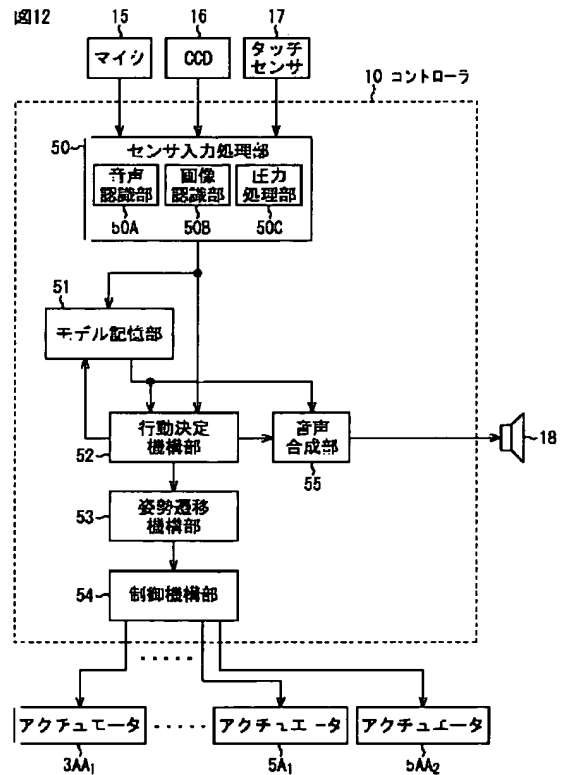 図12
15
16
17
マイク
CCD
タッチ
センサ
10 コントローラ
50
センサ入力処理部
音声
認識部
画像
認識部
圧力
処理部
50A
50B
50C
51
モデル記憶部
行動決定
機構部
52
音声
合成部
55
18
姿勢遷移
機構部
53
制御機構部
54
.....
アクチュエータ
.....
アクチュエータ
アクチュエータ
3AA1
5A1
5AA2